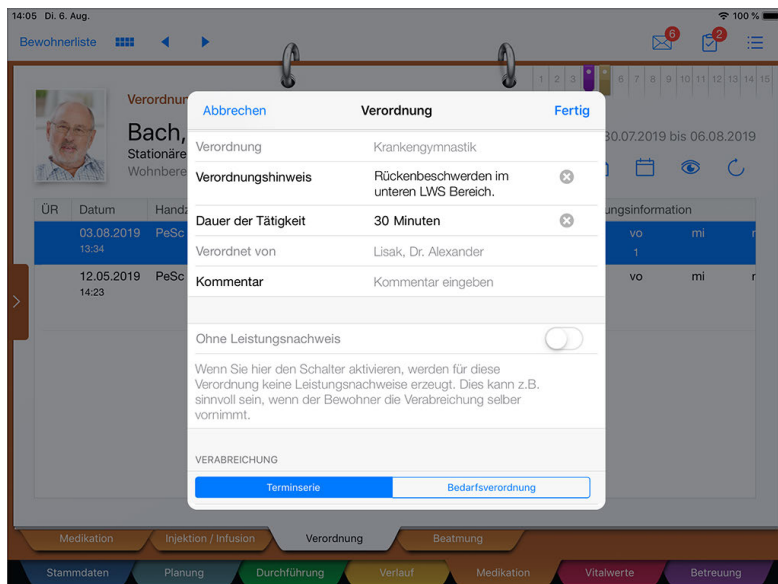 14:05 Di. 6. Aug. 100 %
Bewohnerliste 6 2
1 2 3 6 7 8 9 10 11 12 13 14 15
Verordnun
Bach,
Stationäre
Wohnbere
30.07.2019 bis 06.08.2019
ÜR Datum Handz ungsinformation
03.08.2019 PeSc vo mi r
13:34 1
12.05.2019 PeSc vo mi r
14:23
Abbrechen Verordnung Fertig
Verordnung Krankengymnastik
Verordnungshinweis Rückenbeschwerden im
unteren LWS Bereich.
Dauer der Tätigkeit 30 Minuten
Verordnet von Lisak, Dr. Alexander
Kommentar Kommentar eingeben
Ohne Leistungsnachweis
Wenn Sie hier den Schalter aktivieren, werden für diese
Verordnung keine Leistungsnachweise erzeugt. Dies kann z.B.
sinnvoll sein, wenn der Bewohner die Verabreichung selber
vornimmt.
VERABREICHUNG
Terminserie Bedarfsverordnung
Medikation Injektion / Infusion Verordnung Beatmung
Stammdaten Planung Durchführung Verlauf Medikation Vitalwerte Betreuung